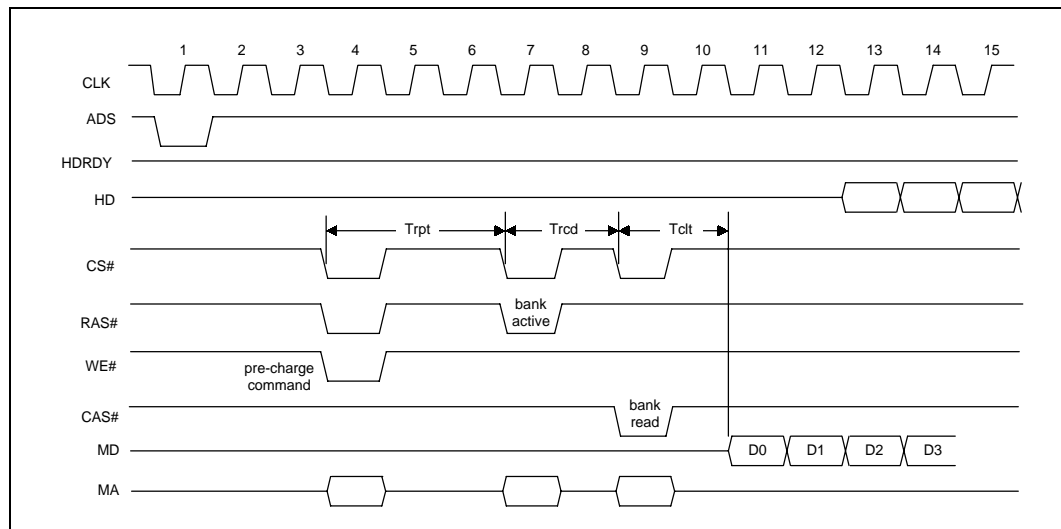 1 2 3 4 5 6 7 8 9 10 11 12 13 14 15
CLK
ADS
HDRDY
HD
Trpt Trcd Tclt
CS#
bank
active
RAS#
WE#
pre-charge
command
bank
read
CAS#
MD D0 D1 D2 D3
MA